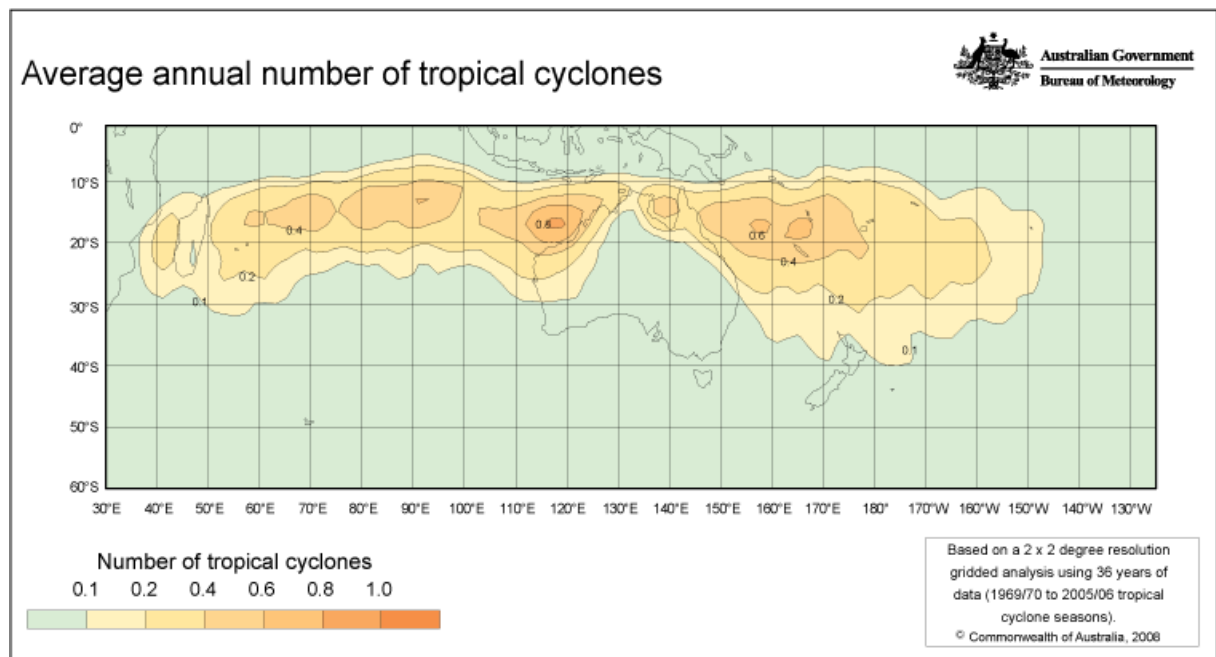 Australian Government
Average annual number of tropical cyclones
Bureau of Meteorology
0°
10°S
20°S
30°S
40°S
50°S
60°S
0.4
0.2
0.1
0.6
0.6
0.4
0.2
0.1
30°E 40°E 50°E 60°E 70°E 80°E 90°E 100°E 110°E 120°E 130°E 140°E 150°E 160°E 170°E 180° 170°W 160°W 150°W 140°W 130°W
Number of tropical cyclones
0.1 0.2 0.4 0.6 0.8 1.0
Based on a 2 x 2 degree resolution
gridded analysis using 36 years of
data (1969/70 to 2005/06 tropical
cyclone seasons).
© Commonwealth of Australia, 2008